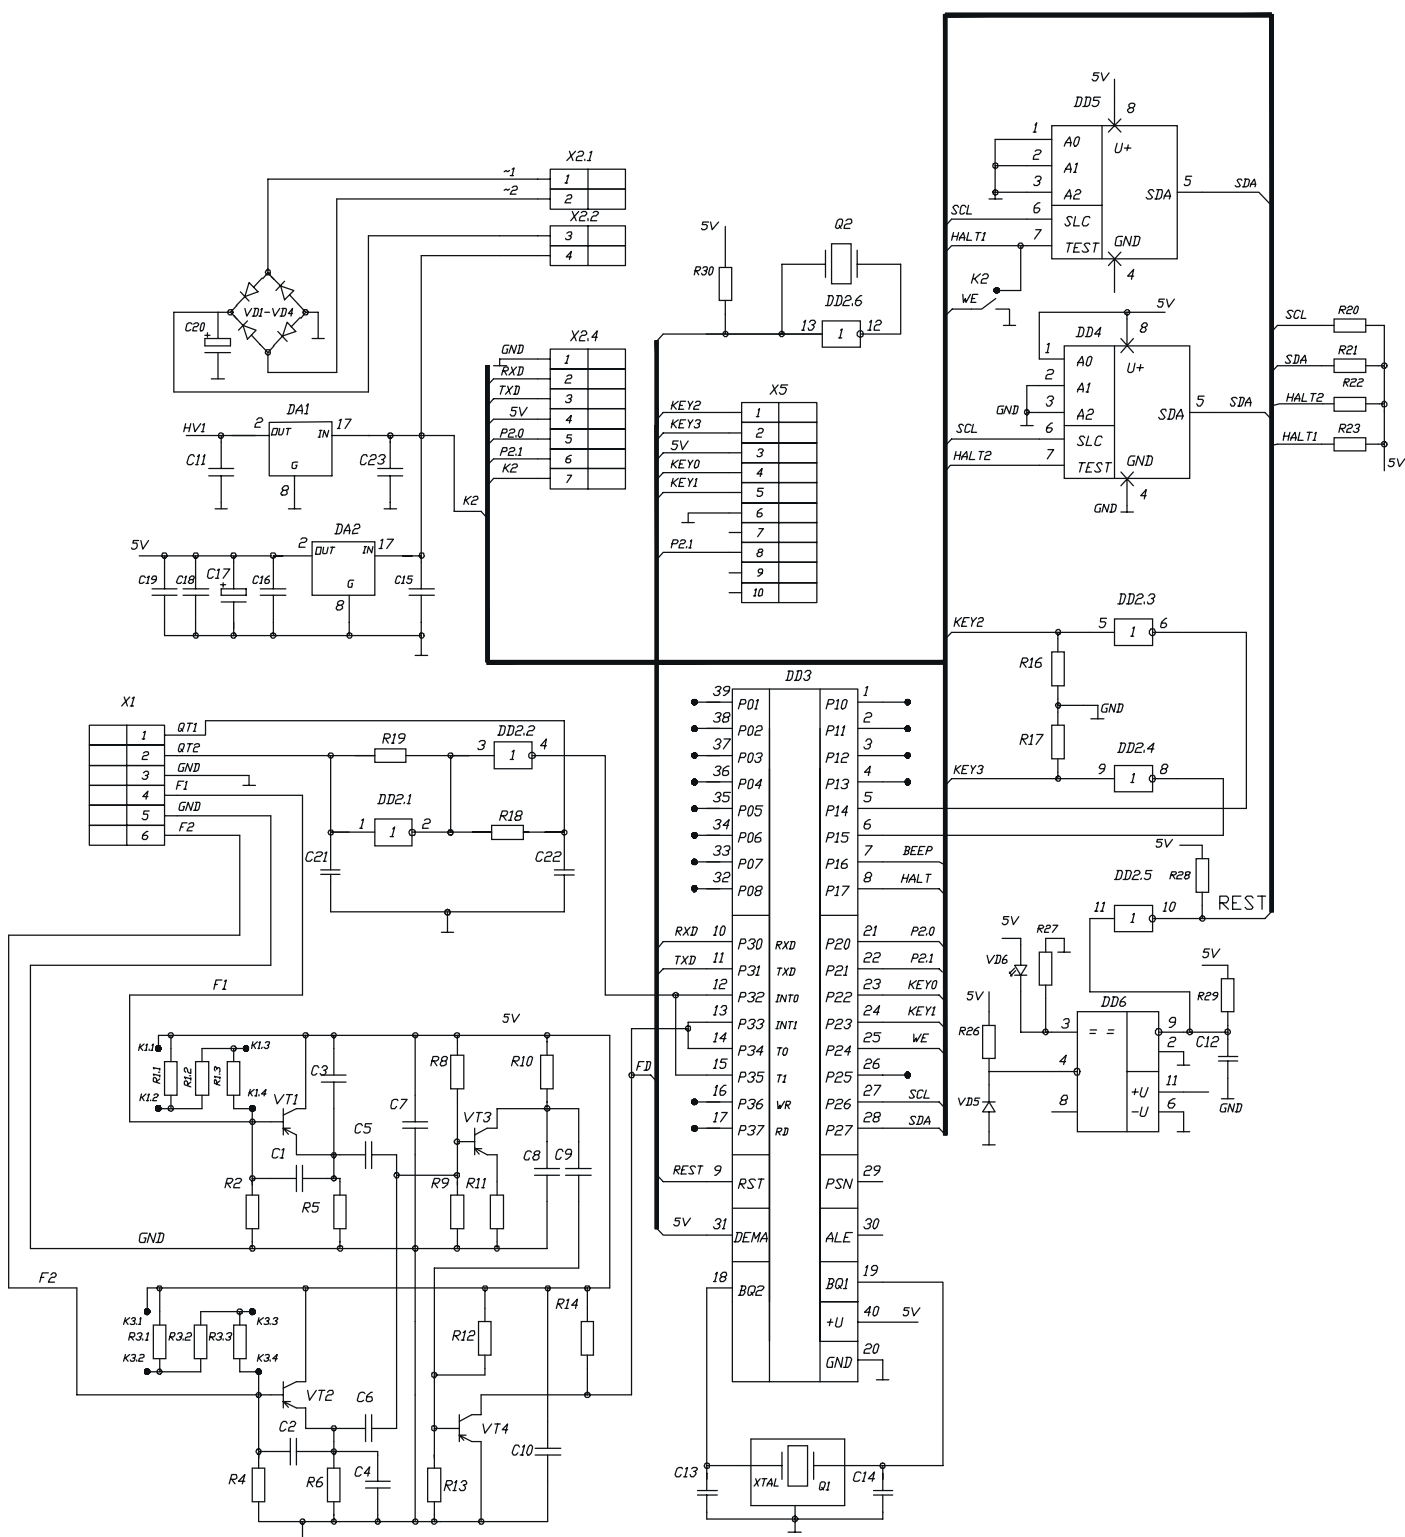 5V
DD5
8
1
A0
U+
2
A1
3
A2
SDA
5
SDA
SCL
6
SLC
HALT1
7
TEST
GND
4
K2
WE
X2.1
~1
1
~2
2
X2.2
3
4
VD1-VD4
C20
+
5V
R30
Q2
DD2.6
13
1
12
5V
DD4
8
1
A0
U+
2
A1
GND
3
A2
SDA
5
SDA
SCL
6
SLC
HALT2
7
TEST
GND
4
GND
SCL
R20
SDA
R21
R22
HALT2
R23
HALT1
5V
X2.4
GND
1
RXD
2
TXD
3
5V
4
P2.0
5
P2.1
6
K2
7
DA1
HV1
2
OUT
IN
17
G
8
C11
C23
K2
DA2
5V
2
OUT
IN
17
G
8
C19
C18
C17
+
C16
C15
X5
KEY2
1
KEY3
2
5V
3
KEY0
4
KEY1
5
6
7
P2.1
8
9
10
DD2.3
KEY2
5
1
6
R16
GND
R17
DD2.4
KEY3
9
1
8
X1
1
QT1
2
QT2
3
GND
4
F1
5
GND
6
F2
R19
DD2.2
3
1
4
DD2.1
1
1
2
R18
C21
C22
DD3
39
P01
P10
1
38
P02
P11
2
37
P03
P12
3
36
P04
P13
4
35
P05
P14
5
34
P06
P15
6
33
P07
P16
7
BEEP
32
P08
P17
8
HALT
RXD
10
P30
RXD
P20
21
P2.0
TXD
11
P31
TXD
P21
22
P2.1
12
P32
INT0
P22
23
KEY0
13
P33
INT1
P23
24
KEY1
14
P34
T0
P24
25
WE
15
P35
T1
P25
26
16
P36
WR
P26
27
SCL
17
P37
RD
P27
28
SDA
REST
9
RST
PSN
29
5V
31
DEMA
ALE
30
18
BQ2
BQ1
19
+U
40
5V
GND
20
5V
R28
DD2.5
11
1
10
REST
5V
VD6
R27
5V
R29
5V
R26
DD6
3
= =
9
2
4
C12
8
+U
11
-U
6
VD5
GND
F1
5V
K1.1
K1.3
R1.1
R1.2
R1.3
K1.2
K1.4
VT1
C3
C7
R8
R10
VT3
C5
C1
C8
C9
R2
R5
R9
R11
GND
FD
F2
K3.1
K3.3
R3.1
R3.2
R3.3
K3.2
K3.4
VT2
C6
R12
R14
VT4
C2
C10
R4
R6
C4
R13
C13
XTAL
Q1
C14